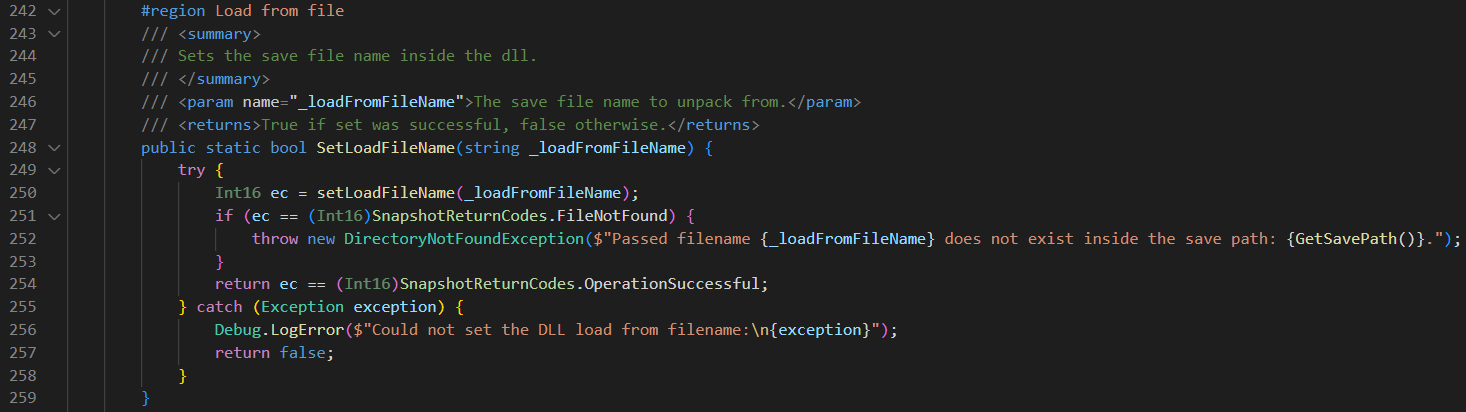 242 #region Load from file
243 /// <summary>
244 /// Sets the save file name inside the dll.
245 /// </summary>
246 /// <param name="_loadFromFileName">The save file name to unpack from.</param>
247 /// <returns>True if set was successful, false otherwise.</returns>
248 public static bool SetLoadFileName(string _loadFromFileName) {
249 try {
250 Int16 ec = setLoadFileName(_loadFromFileName);
251 if (ec == (Int16)SnapshotReturnCodes.FileNotFound) {
252 throw new DirectoryNotFoundException($"Passed filename {_loadFromFileName} does not exist inside the save path: {GetSavePath()}.");
253 }
254 return ec == (Int16)SnapshotReturnCodes.OperationSuccessful;
255 } catch (Exception exception) {
256 Debug.LogError($"Could not set the DLL load from filename:\n{exception}");
257 return false;
258 }
259 }